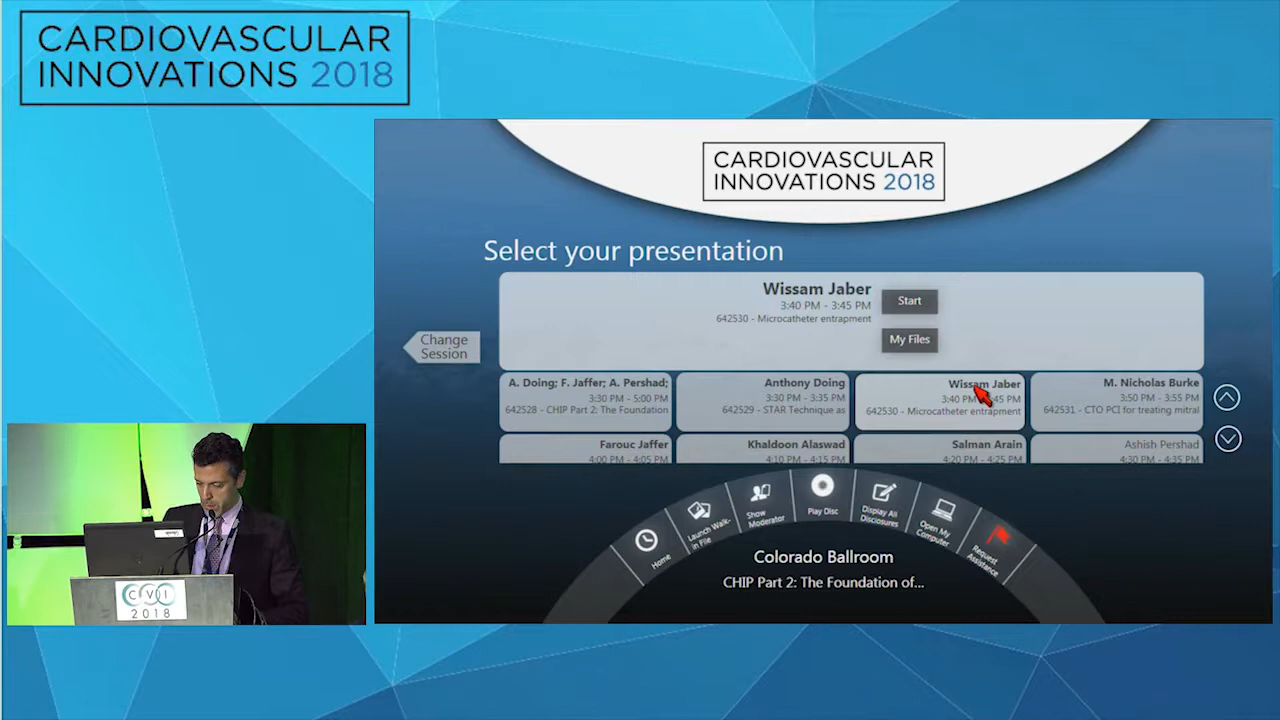 CARDIOVASCULAR
INNOVATIONS 2018
CARDIOVASCULAR
INNOVATIONS 2018
Select your presentation
Wissam Jaber
3:40 PM - 3:45 PM
642530 - Microcatheter entrapment
Start
My Files
Change
Session
A. Doing; F. Jaffer; A. Pershad;
3:30 PM - 5:00 PM
642528 - CHIP Part 2: The Foundation
Anthony Doing
3:30 PM - 3:35 PM
642529 - STAR Technique as
Wissam Jaber
3:40 PM 45 PM
642530 - Microcatheter entrapment
M. Nicholas Burke
3:50 PM - 3:55 PM
642531 - CTO PCI for treating mitral
Farouc Jaffer
4:00 PM - 4:05 PM
Khaldoon Alaswad
4:10 PM - 4:15 PM
Salman Arain
4:20 PM - 4:25 PM
Ashish Pershad
4:30 PM - 4:35 PM
Home
Launch Walk-
in File
Show
Moderator
Play Disc
Display All
Disclosures
Open My
Computer
Request
Assistance
Colorado Ballroom
CHIP Part 2: The Foundation of...
CVI
2018